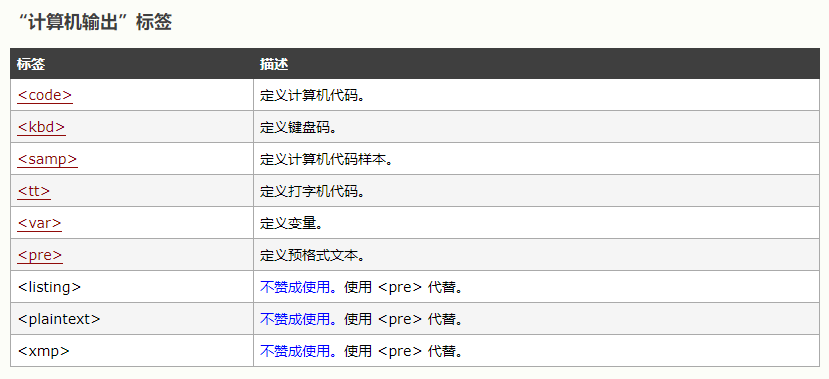 “计算机输出”标签
标签 描述
<code> 定义计算机代码。
<kbd> 定义键盘码。
<samp> 定义计算机代码样本。
<tt> 定义打字机代码。
<var> 定义变量。
<pre> 定义预格式文本。
<listing> 不赞成使用。使用 <pre> 代替。
<plaintext> 不赞成使用。使用 <pre> 代替。
<xmp> 不赞成使用。使用 <pre> 代替。